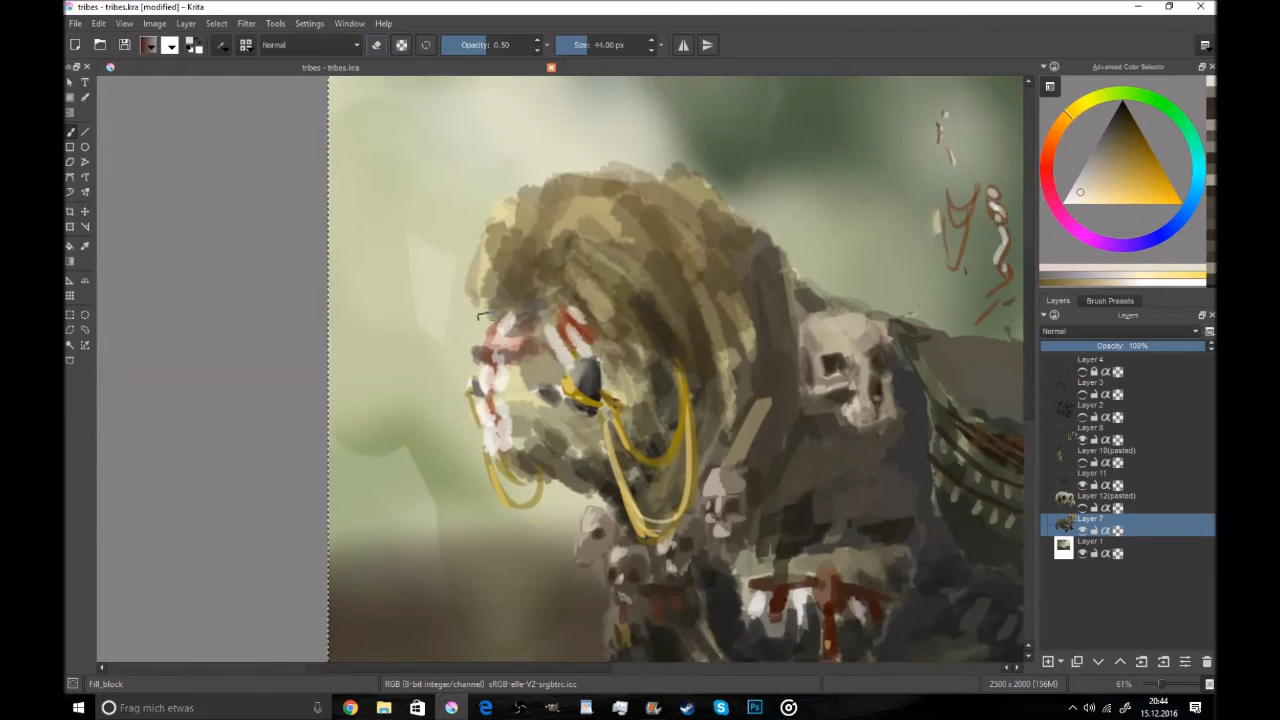 tribes - tribes.kra [modified] – Krita
File Edit View Image Layer Select Filter Tools Settings Window Help
Normal Opacity: 0.50 Size: 44.00 px
tribes - tribes.kra Advanced Color Selector
Layers Brush Presets
Layers
Normal
Opacity: 100%
Layer 4
Layer 3
Layer 2
Layer 8
Layer 10(pasted)
Layer 11
Layer 12(pasted)
Layer 7
Layer 1
Fill_block RGB (8-bit integer/channel) sRGB-elle-V2-srgbtrc.icc 2500 x 2000 (156M) 61%
Frag mich etwas Ps 20:44
15.12.2016